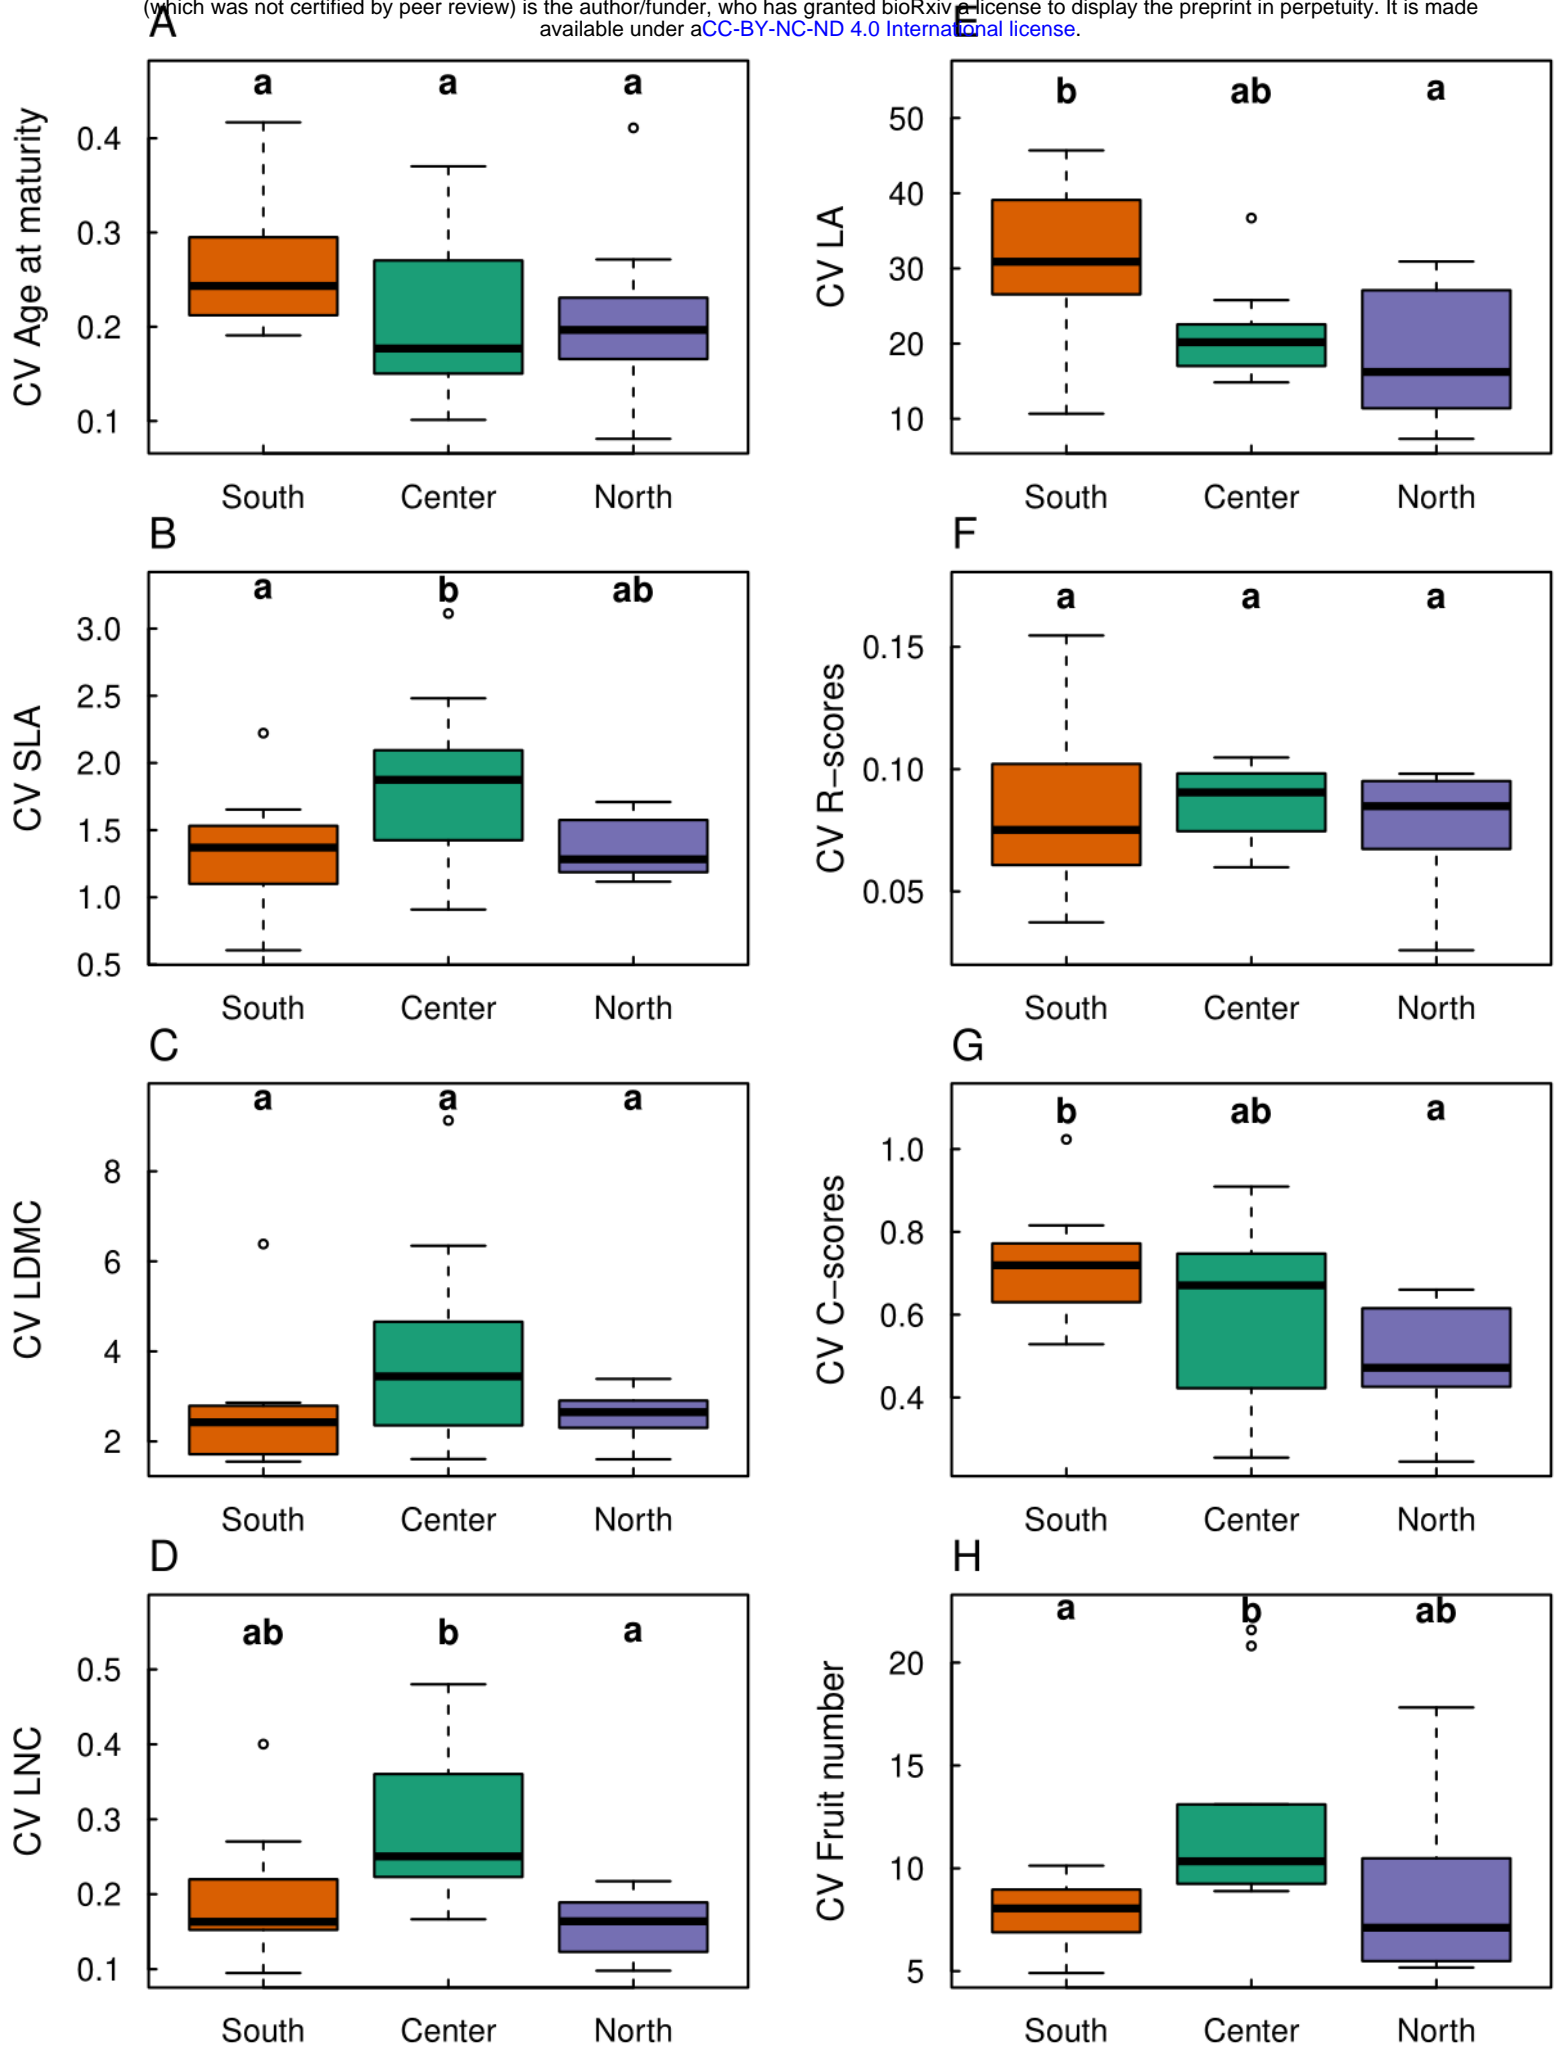 (which was not certified by peer review) is the author/funder, who has granted bioRxiv a license to display the preprint in perpetuity. It is made
available under aCC-BY-NC-ND 4.0 International license.
A
a a a
CV Age at maturity
0.4
0.3
0.2
0.1
South Center North
B
a b ab
CV SLA
3.0
2.5
2.0
1.5
1.0
0.5
South Center North
C
a a a
CV LDMC
8
6
4
2
South Center North
D
ab b a
CV LNC
0.5
0.4
0.3
0.2
0.1
South Center North
E
b ab a
CV LA
50
40
30
20
10
South Center North
F
a a a
CV R−scores
0.15
0.10
0.05
South Center North
G
b ab a
CV C−scores
1.0
0.8
0.6
0.4
South Center North
H
a b ab
CV Fruit number
20
15
10
5
South Center North